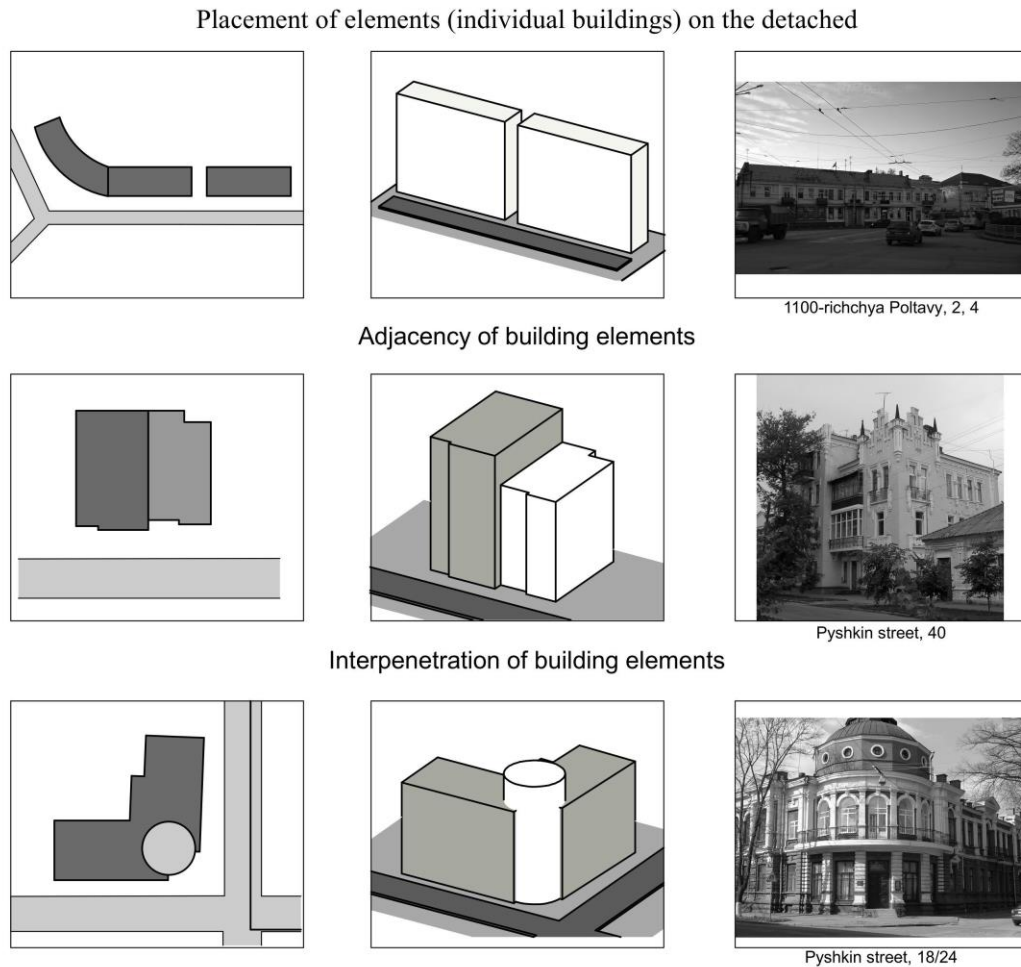 Placement of elements (individual buildings) on the detached
1100-richchya Poltavy, 2, 4
Adjacency of building elements
Pyshkin street, 40
Interpenetration of building elements
Pyshkin street, 18/24